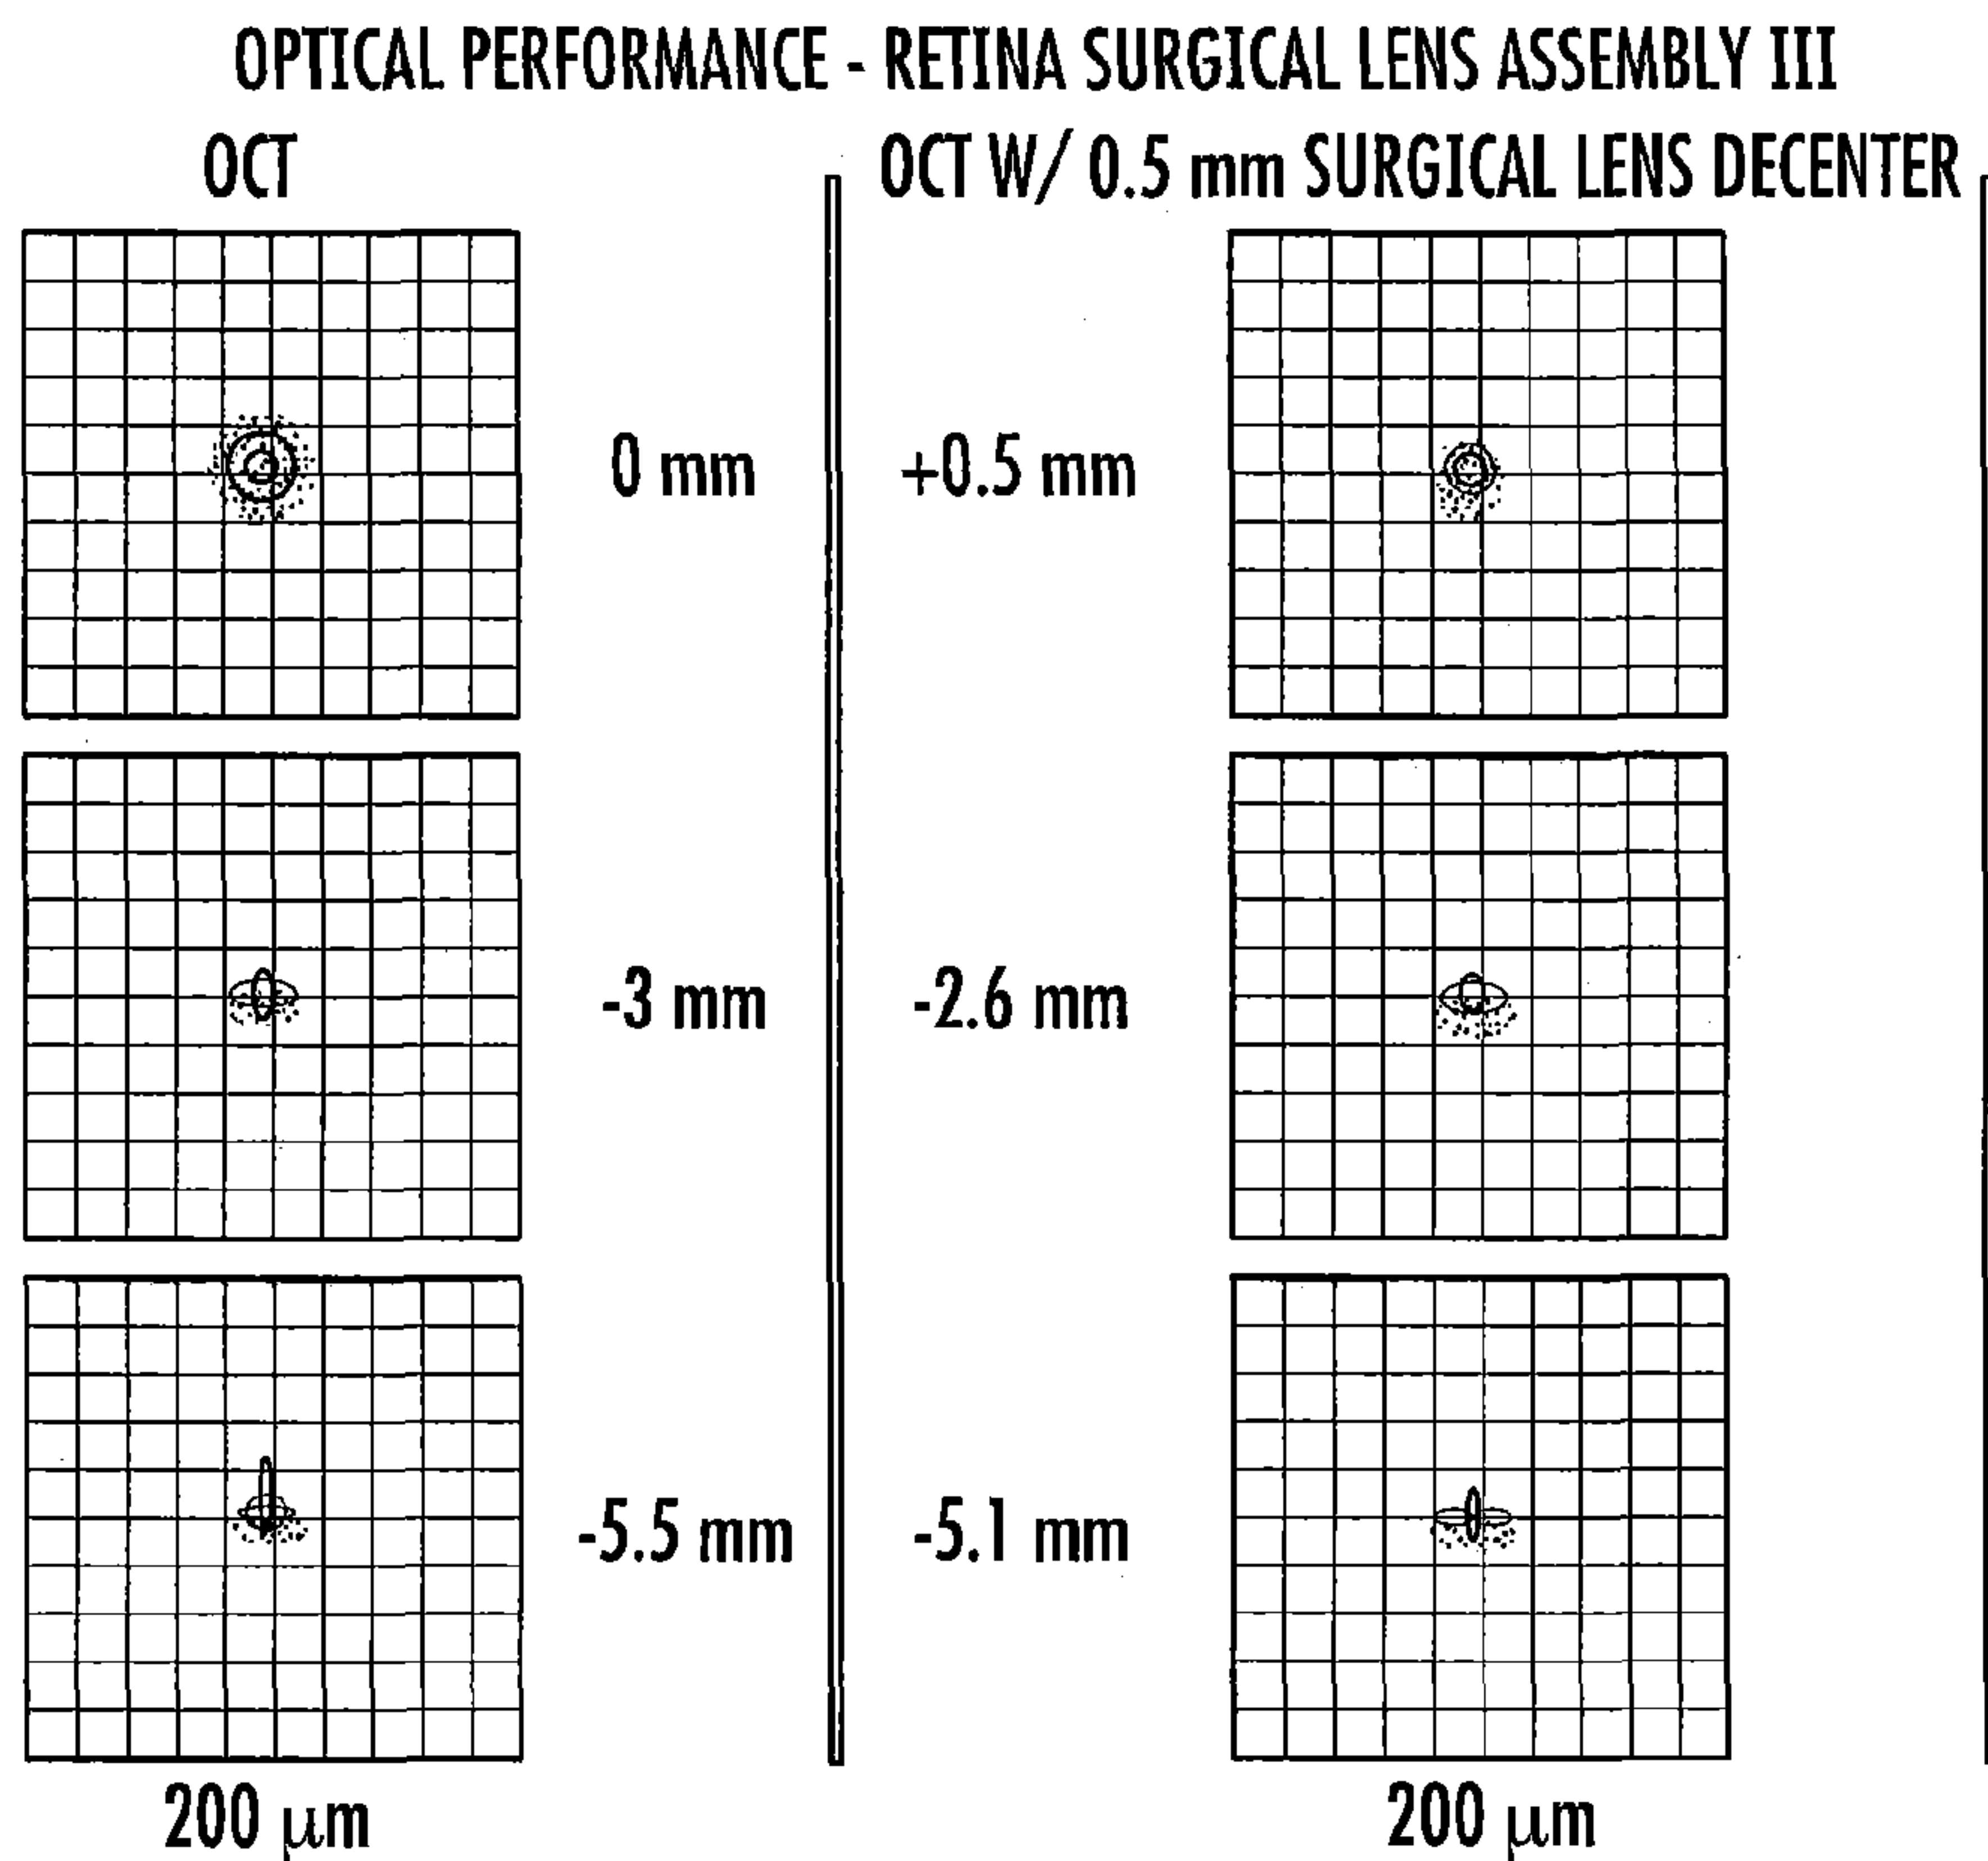 OPTICAL PERFORMANCE - RETINA SURGICAL LENS ASSEMBLY III
OCT
OCT W/ 0.5 mm SURGICAL LENS DECENTER
0 mm
+0.5 mm
-3 mm
-2.6 mm
-5.5 mm
-5.1 mm
200 μm
200 μm